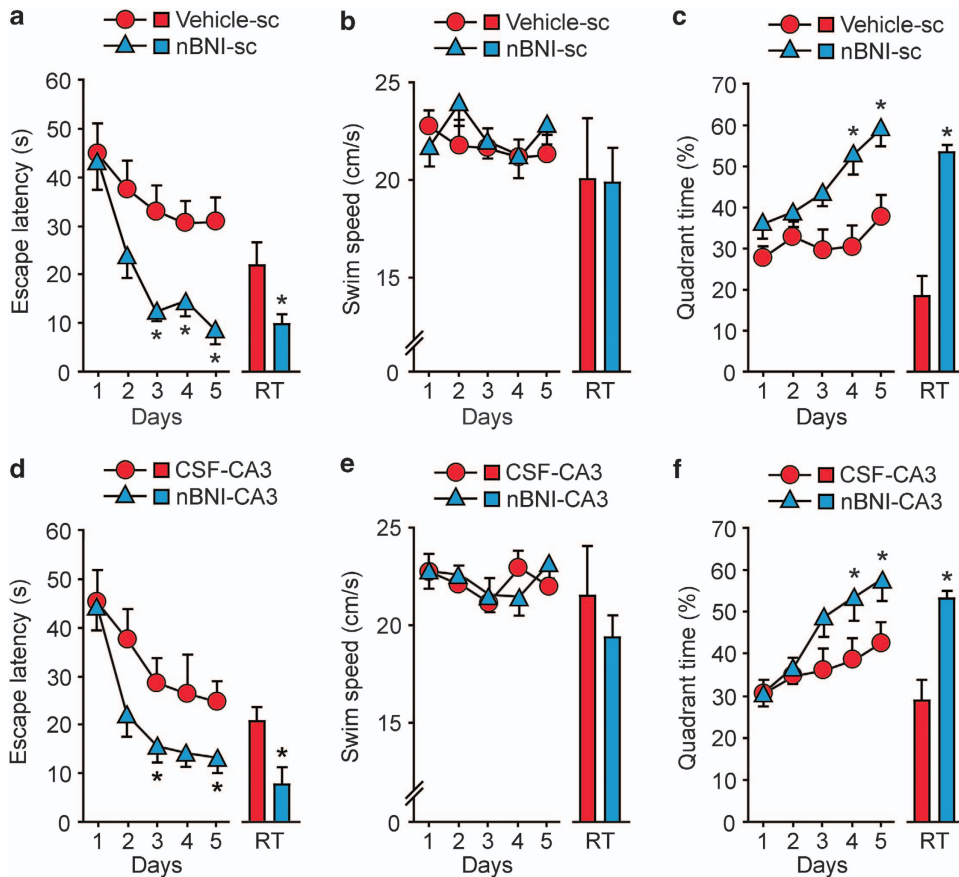 a
Vehicle-sc
nBNI-sc
Escape latency (s)
60
50
40
30
20
10
0
*
*
*
*
1 2 3 4 5
RT
Days
b
Vehicle-sc
nBNI-sc
Swim speed (cm/s)
25
20
15
0
1 2 3 4 5
RT
Days
c
Vehicle-sc
nBNI-sc
Quadrant time (%)
70
60
50
40
30
20
10
0
*
*
*
1 2 3 4 5
RT
Days
d
CSF-CA3
nBNI-CA3
Escape latency (s)
60
50
40
30
20
10
0
*
*
*
1 2 3 4 5
RT
Days
e
CSF-CA3
nBNI-CA3
Swim speed (cm/s)
25
22
15
0
1 2 3 4 5
RT
Days
f
CSF-CA3
nBNI-CA3
Quadrant time (%)
70
60
50
40
30
20
10
0
*
*
*
1 2 3 4 5
RT
Days